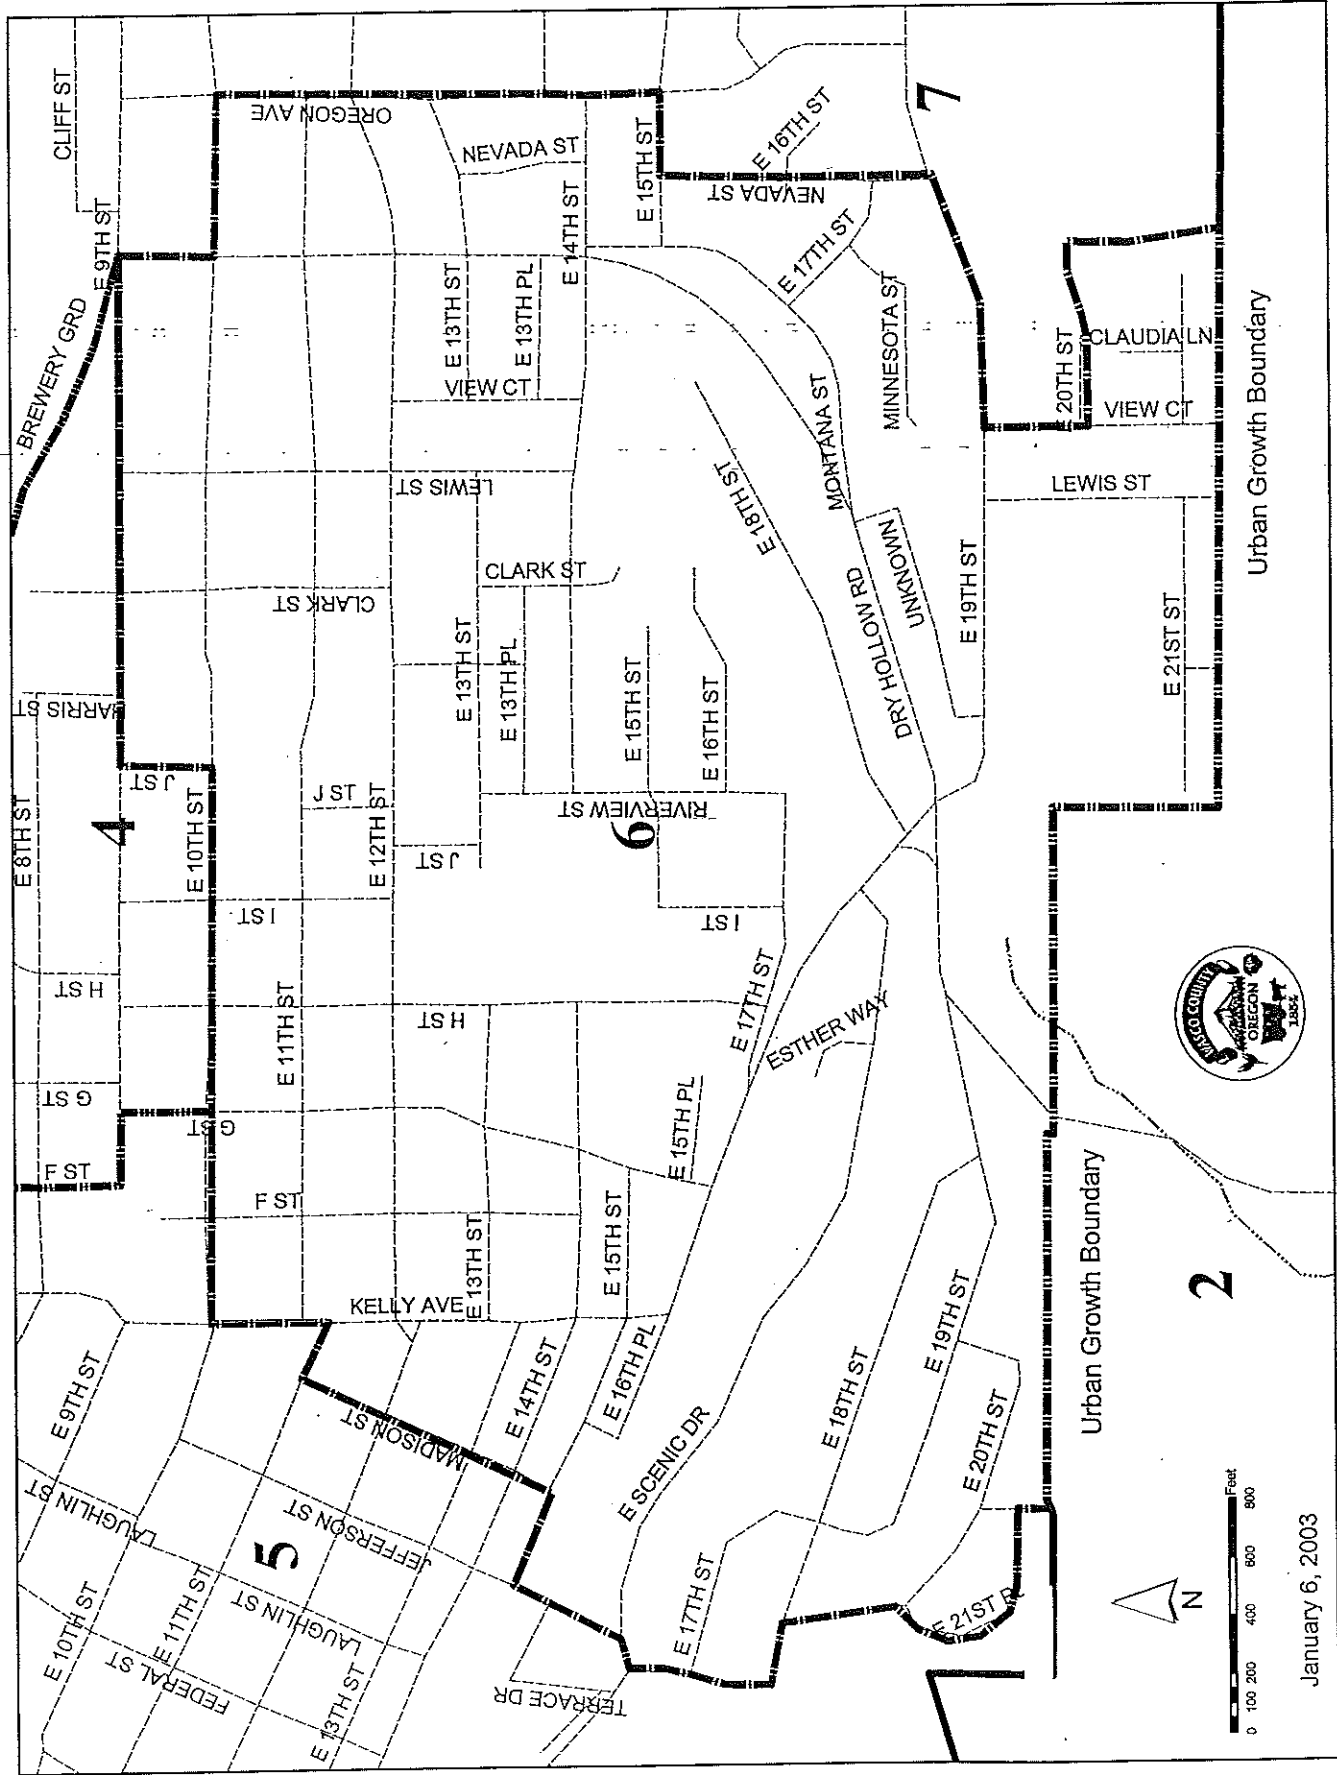 CLIFF ST
E 9TH ST
BREWERY GRD
OREGON AVE
NEVADA ST
E 14TH ST
E 15TH ST
NEVADA ST
E 16TH ST
7
E 17TH ST
MINNESOTA ST
MONTANA ST
E 13TH ST
E 13TH PL
VIEW CT
LEWIS ST
E 18TH ST
CLARK ST
CLARK ST
E 13TH ST
E 13TH PL
E 15TH ST
E 16TH ST
DRY HOLLOW RD
UNKNOWN
E 19TH ST
E 20TH ST
CLAUDIA LN
VIEW CT
LEWIS ST
E 21ST ST
Urban Growth Boundary
HARRIS ST
E 8TH ST
4
J ST
E 10TH ST
J ST
E 12TH ST
J ST
RIVERVIEW ST
6
I ST
I ST
H ST
H ST
E 11TH ST
E 17TH ST
ESTHER WAY
G ST
G ST
E 15TH PL
F ST
F ST
E 13TH ST
E 15TH ST
KELLY AVE
E 9TH ST
E 14TH ST
E 16TH PL
MADISON ST
E SCENIC DR
E 18TH ST
E 19TH ST
E 20TH ST
LAUGHLIN ST
JEFFERSON ST
5
E 10TH ST
E 11TH ST
LAUGHLIN ST
FEDERAL ST
E 13TH ST
TERRACE DR
E 17TH ST
E 21ST PL
Urban Growth Boundary
2
WASCO COUNTY
OREGON
1854
N
0 100 200 400 600 800
Feet
January 6, 2003